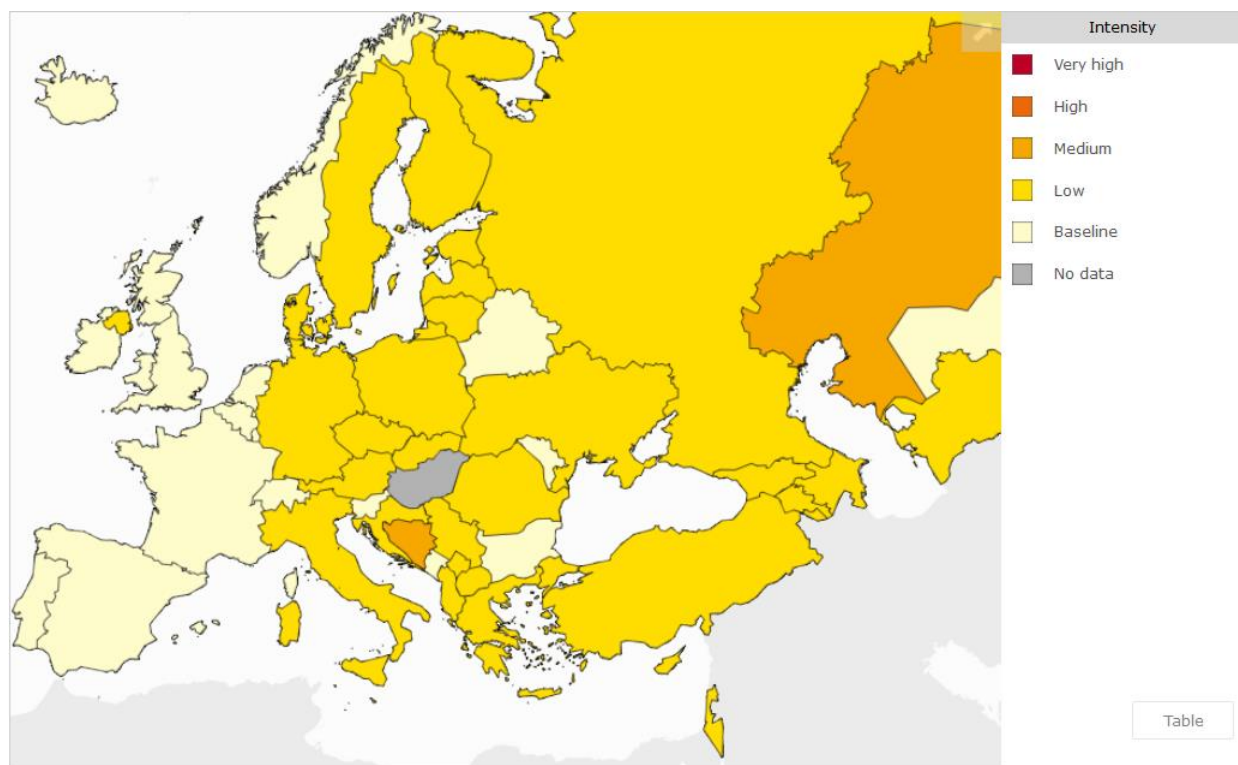 Intensity
Very high
High
Medium
Low
Baseline
No data
Table